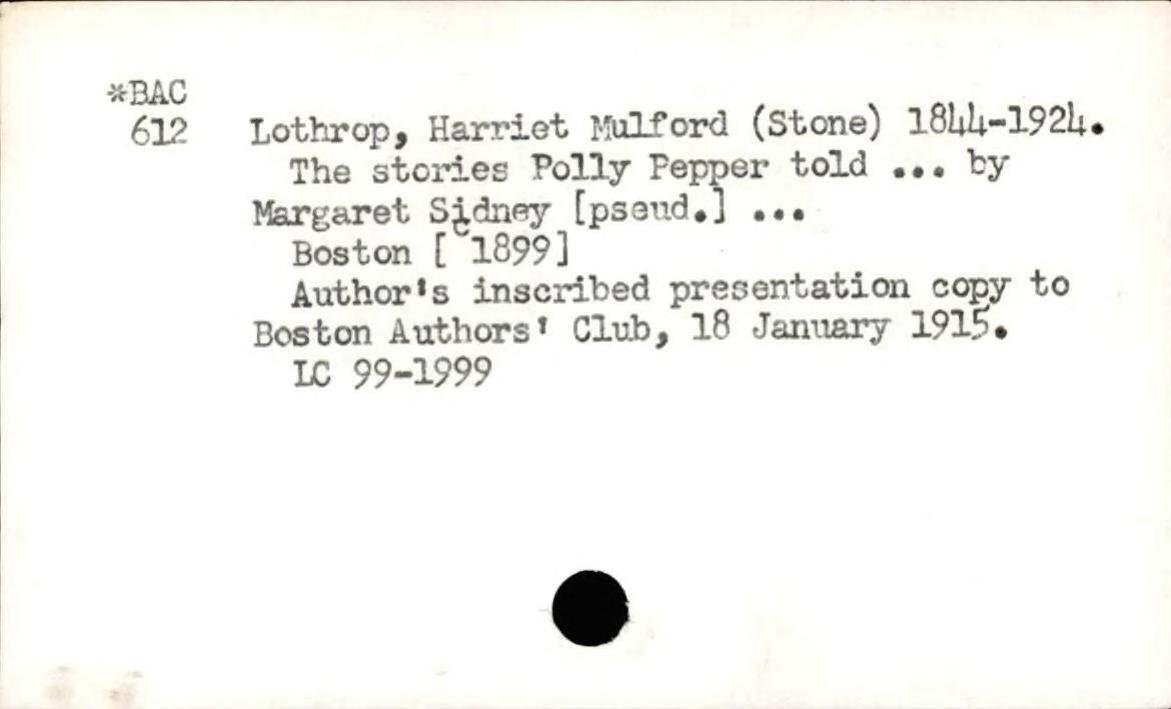 *BAC
612 Lothrop, Harriet Mulford (Stone) 1844-1924.
The stories Polly Pepper told ... by
Margaret Sidney [pseud.] ...
Boston [ c1899]
Author's inscribed presentation copy to
Boston Authors' Club, 18 January 1915.
LC 99-1999